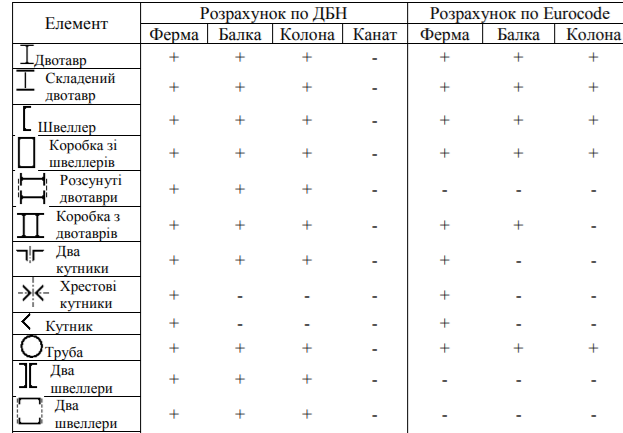 Елемент Розрахунок по ДБН Розрахунок по Eurocode
Ферма Балка Колона Канат Ферма Балка Колона
Двотавр + + + - + + +
Складений
двотавр + + + - + + +
Швеллер + + + - + + +
Коробка зі
швеллерів + + + - + + +
Розсунуті
двотаври + + + - - - -
Коробка з
двотаврів + + + - + + -
Два
кутники + + + - + - -
Хрестові
кутники + - - - + - -
Кутник + - - - + - -
Труба + + + - + + +
Два
швеллери + + + - - - -
Два
швеллери + + + - - - -